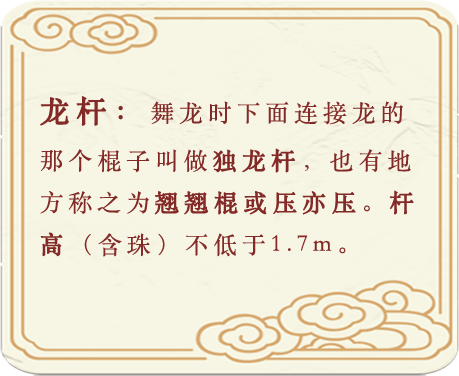 龙杆：舞龙时下面连接龙的
那个棍子叫做独龙杆，也有地
方称之为翘翘棍或压亦压。杆
高（含珠）不低于1.7m。